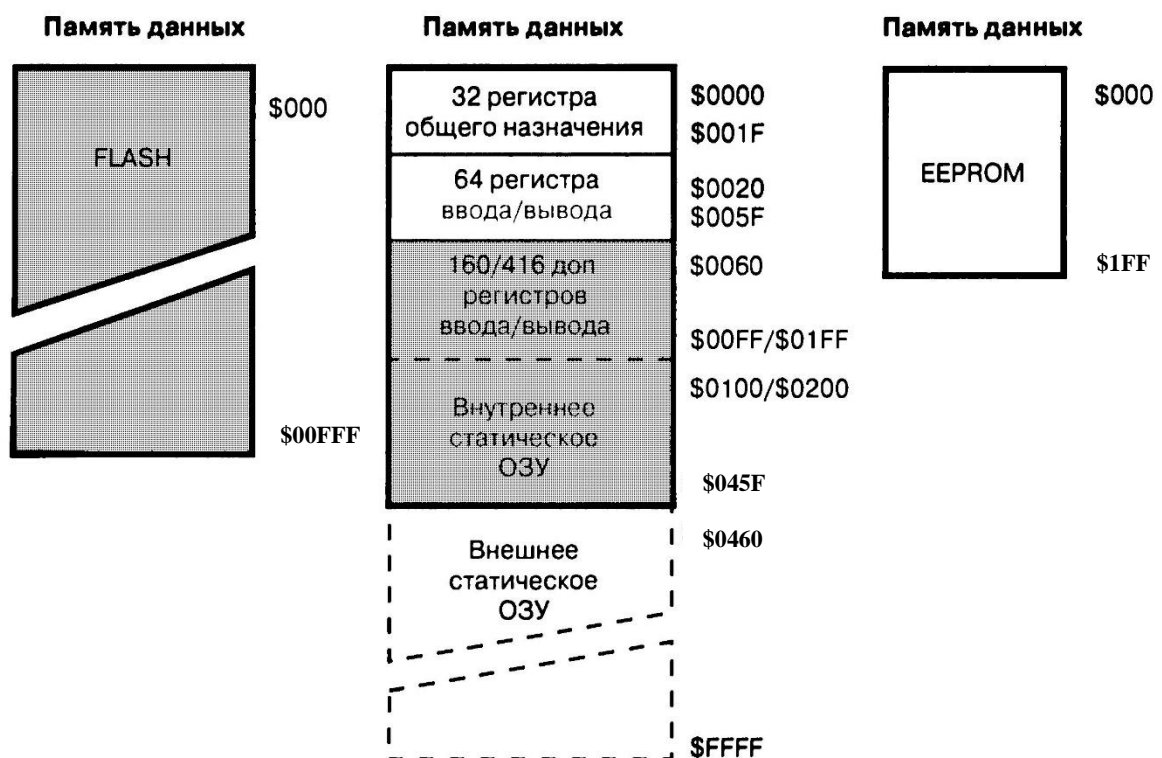 Память данных
FLASH
$000
$00FFF
Память данных
32 регистра
общего назначения
$0000
$001F
64 регистра
ввода/вывода
$0020
$005F
160/416 доп
регистров
ввода/вывода
$0060
$00FF/$01FF
Внутреннее
статическое
ОЗУ
$0100/$0200
$045F
Внешнее
статическое
ОЗУ
$0460
$FFFF
Память данных
EEPROM
$000
$1FF